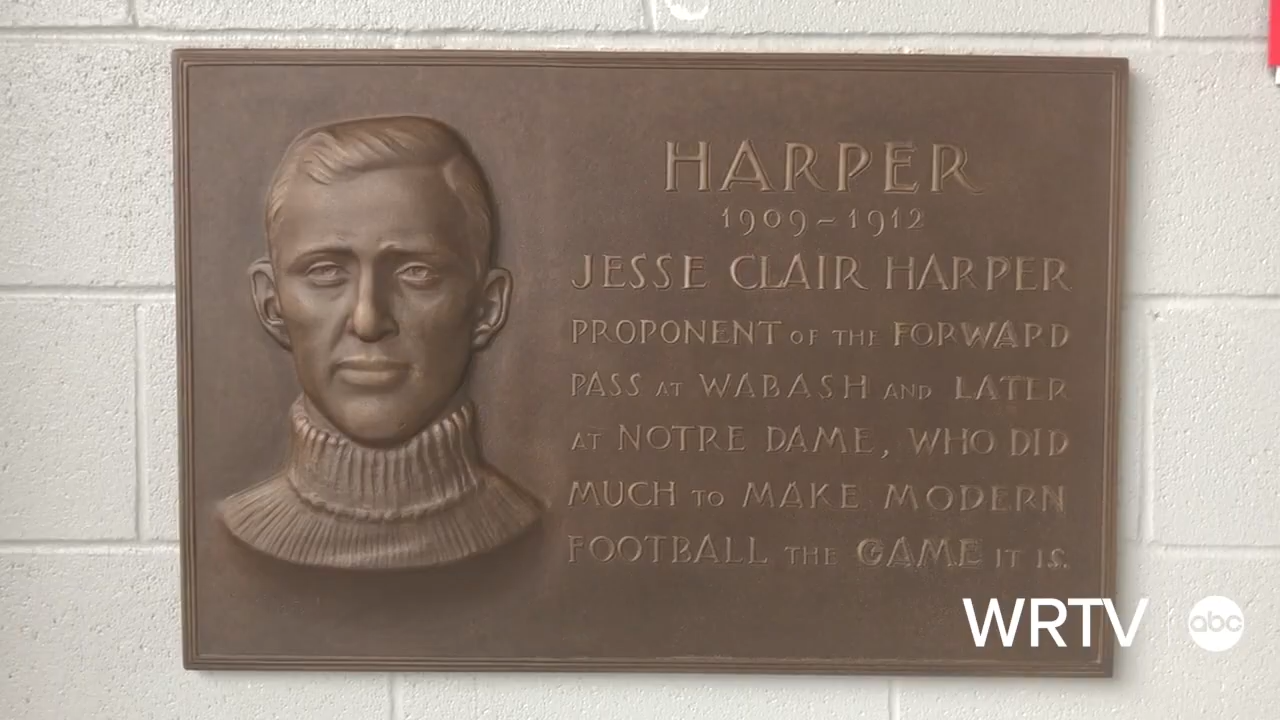 HARPER
1909-1912
JESSE CLAIR HARPER
PROPONENT OF THE FORWARD
PASS AT WABASH AND LATER
AT NOTRE DAME, WHO DID
MUCH TO MAKE MODERN
FOOTBALL THE GAME IT IS.
WRTV abc